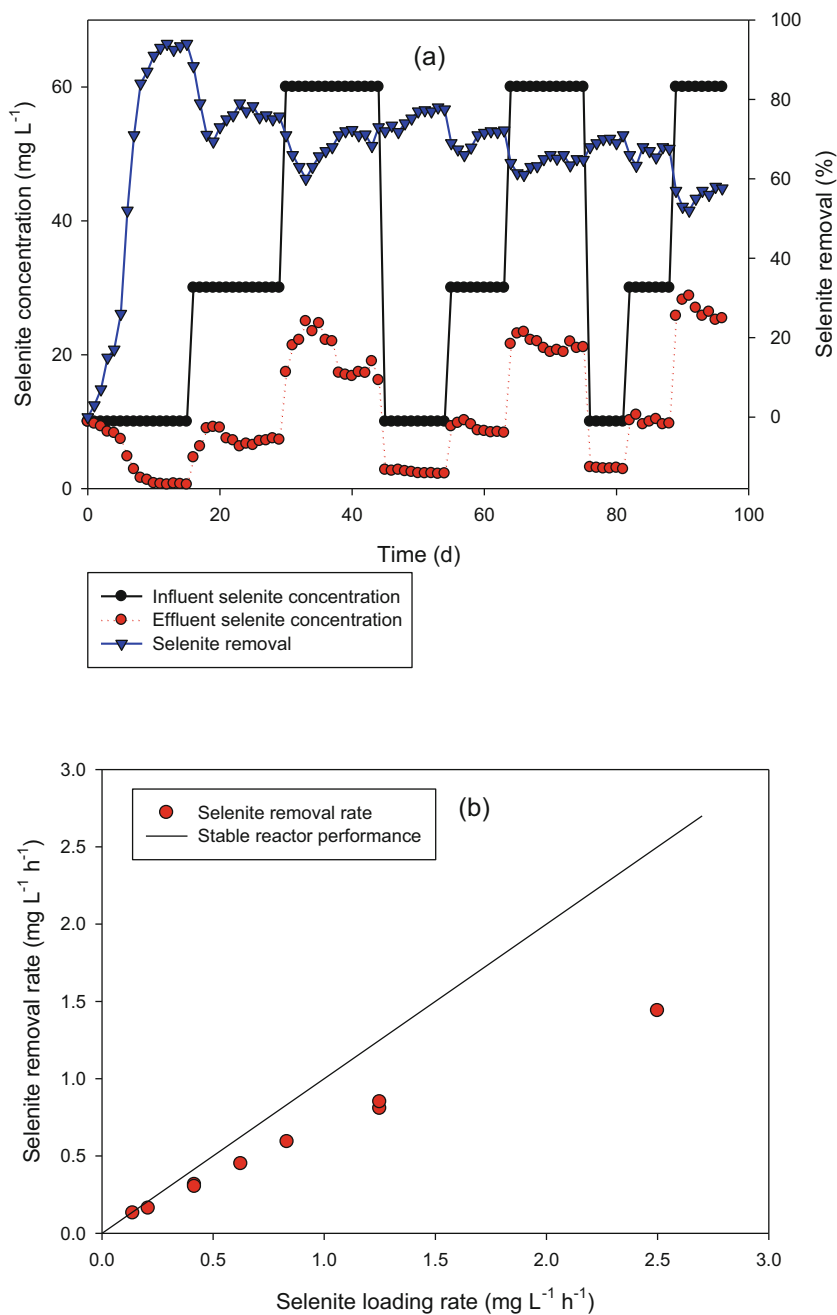 (a)
Selenite concentration (mg L⁻¹)
60
40
20
0
100
80
60
40
20
0
Selenite removal (%)
0 20 40 60 80 100
Time (d)
Influent selenite concentration
Effluent selenite concentration
Selenite removal
(b)
Selenite removal rate
Stable reactor performance
Selenite removal rate (mg L⁻¹ h⁻¹)
3.0
2.5
2.0
1.5
1.0
0.5
0.0
0.0 0.5 1.0 1.5 2.0 2.5 3.0
Selenite loading rate (mg L⁻¹ h⁻¹)